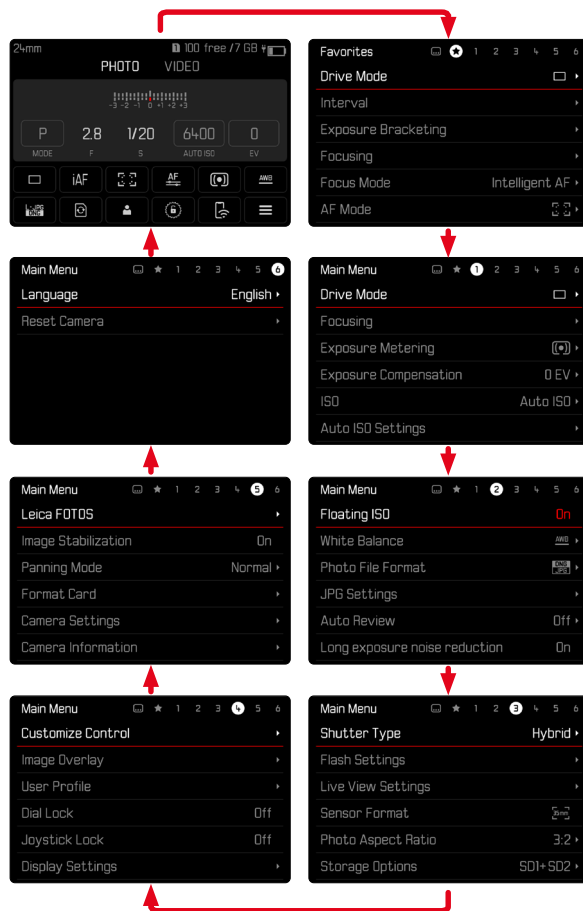 24mm 1 100 free /7 GB
PHOTO VIDEO
-3 -2 -1 0 +1 +2 +3
P 2.8 1/20 6400 0
MODE F S AUTO ISO EV
iAF AF AWB
L-JPG
DNG
Favorites 1 2 3 4 5 6
Drive Mode
Interval
Exposure Bracketing
Focusing
Focus Mode Intelligent AF
AF Mode
Main Menu 1 2 3 4 5 6
Language English
Reset Camera
Main Menu 1 2 3 4 5 6
Drive Mode
Focusing
Exposure Metering
Exposure Compensation 0 EV
ISO Auto ISO
Auto ISO Settings
Main Menu 1 2 3 4 5 6
Leica FOTOS
Image Stabilization On
Panning Mode Normal
Format Card
Camera Settings
Camera Information
Main Menu 1 2 3 4 5 6
Floating ISO On
White Balance AWB
Photo File Format DNG JPG
JPG Settings
Auto Review Off
Long exposure noise reduction On
Main Menu 1 2 3 4 5 6
Customize Control
Image Overlay
User Profile
Dial Lock Off
Joystick Lock Off
Display Settings
Main Menu 1 2 3 4 5 6
Shutter Type Hybrid
Flash Settings
Live View Settings
Sensor Format 35mm
Photo Aspect Ratio 3:2
Storage Options SD1+SD2